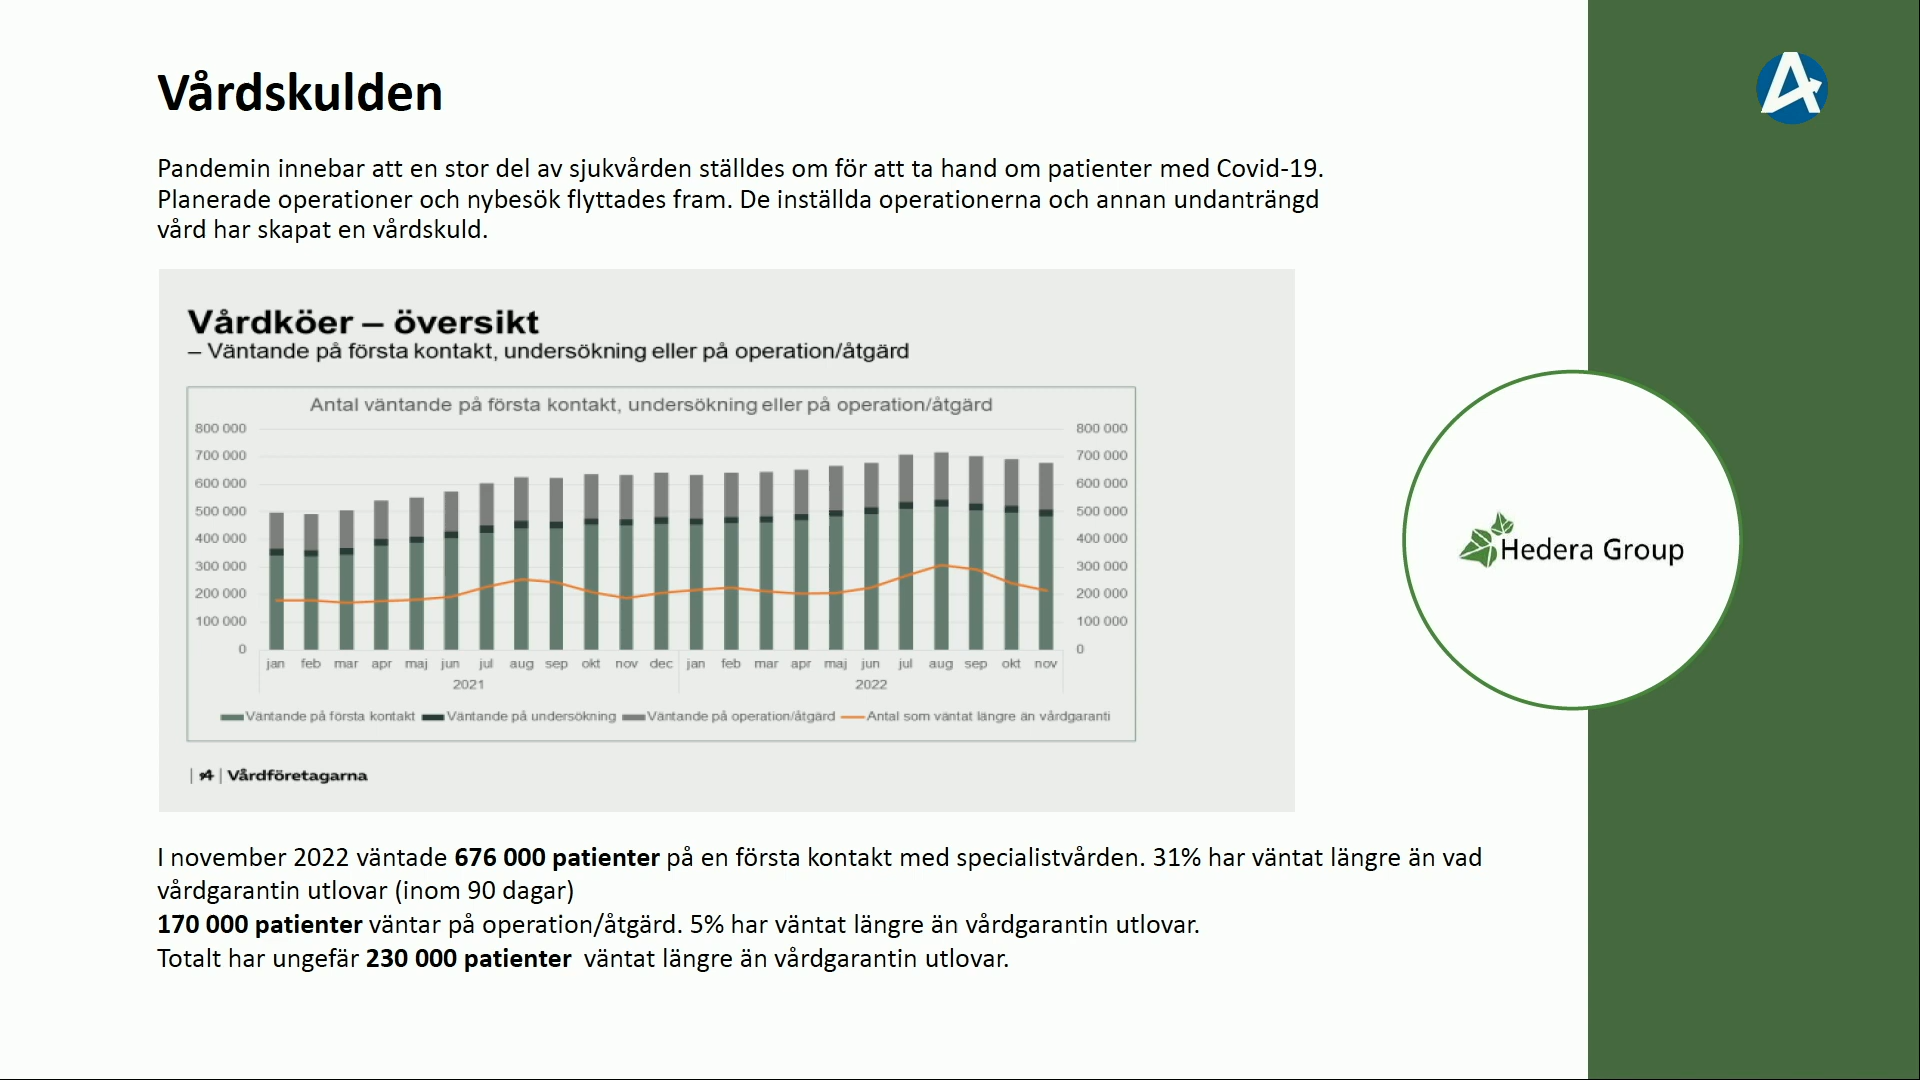 Vårdskulden
Pandemin innebar att en stor del av sjukvården ställdes om för att ta hand om patienter med Covid-19.
Planerade operationer och nybesök flyttades fram. De inställda operationerna och annan undanträngd
vård har skapat en vårdskuld.
Vårdköer – översikt
– Väntande på första kontakt, undersökning eller på operation/åtgärd
Antal väntande på första kontakt, undersökning eller på operation/åtgärd
800 000 800 000
700 000 700 000
600 000 600 000
500 000 500 000
400 000 400 000
300 000 300 000
200 000 200 000
100 000 100 000
0 0
jan feb mar apr maj jun jul aug sep okt nov dec jan feb mar apr maj jun jul aug sep okt nov
2021 2022
Väntande på första kontakt Väntande på undersökning Väntande på operation/åtgärd Antal som väntat längre än vårdgaranti
| A | Vårdföretagarna
Hedera Group
I november 2022 väntade 676 000 patienter på en första kontakt med specialistvården. 31% har väntat längre än vad
vårdgarantin utlovar (inom 90 dagar)
170 000 patienter väntar på operation/åtgärd. 5% har väntat längre än vårdgarantin utlovar.
Totalt har ungefär 230 000 patienter väntat längre än vårdgarantin utlovar.